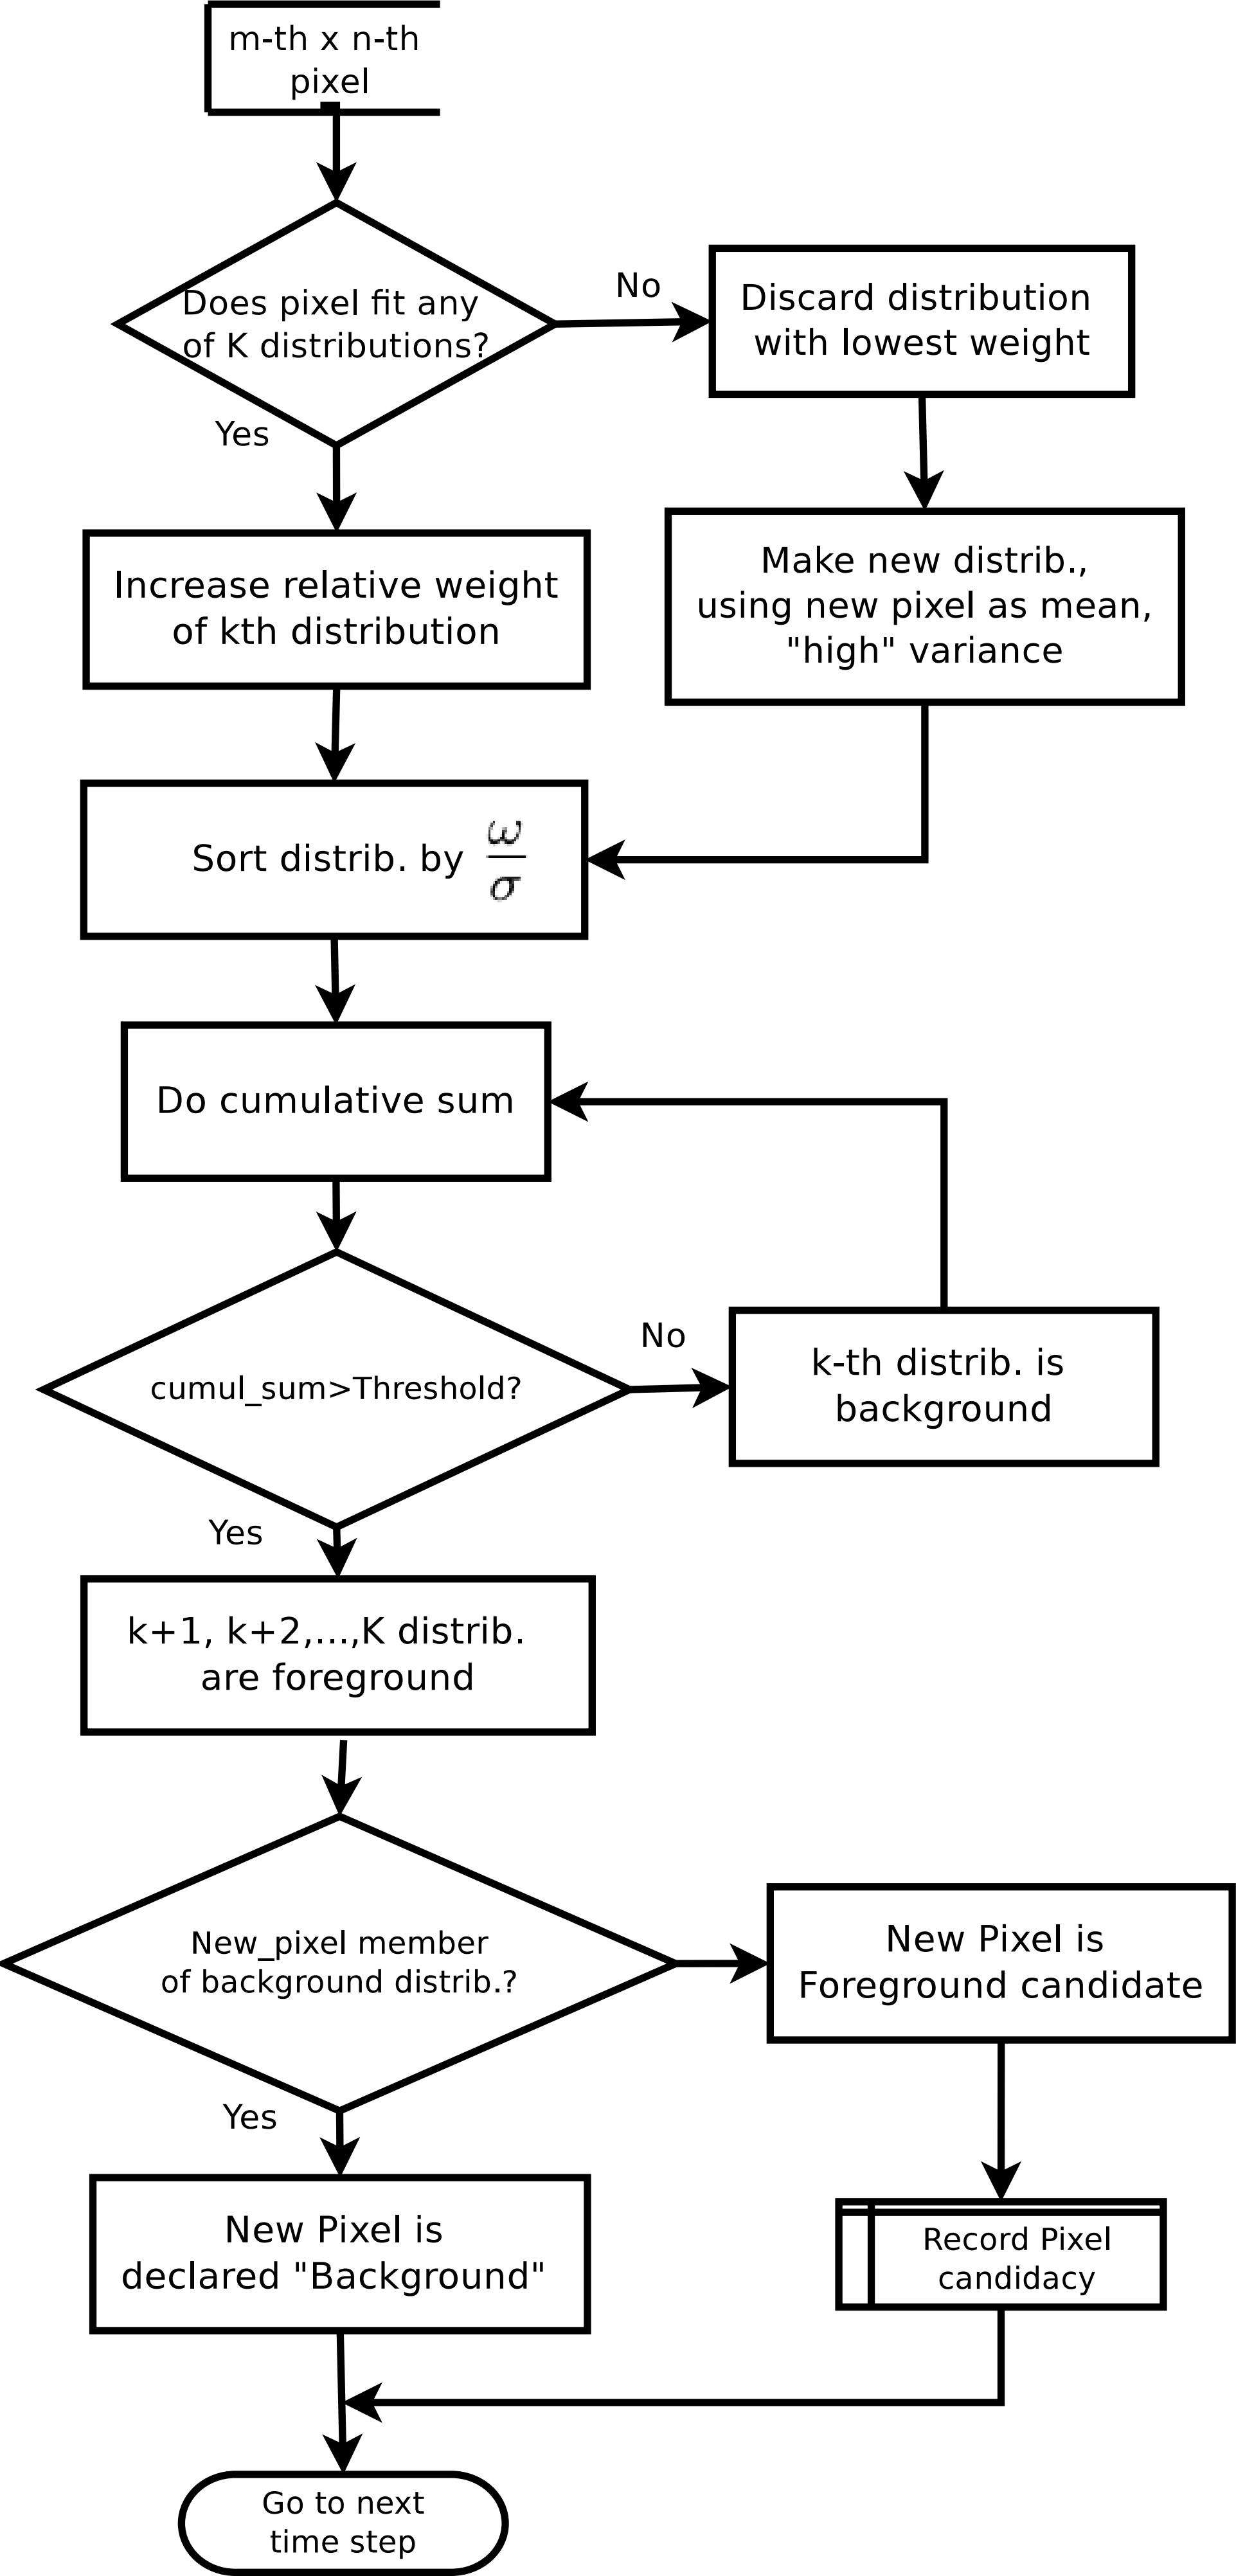 m-th x n-th
pixel
Does pixel fit any
of K distributions?
No
Discard distribution
with lowest weight
Yes
Make new distrib.,
using new pixel as mean,
"high" variance
Increase relative weight
of kth distribution
Sort distrib. by ω/σ
Do cumulative sum
cumul_sum>Threshold?
No
k-th distrib. is
background
Yes
k+1, k+2,...,K distrib.
are foreground
New_pixel member
of background distrib.?
New Pixel is
Foreground candidate
Yes
New Pixel is
declared "Background"
Record Pixel
candidacy
Go to next
time step